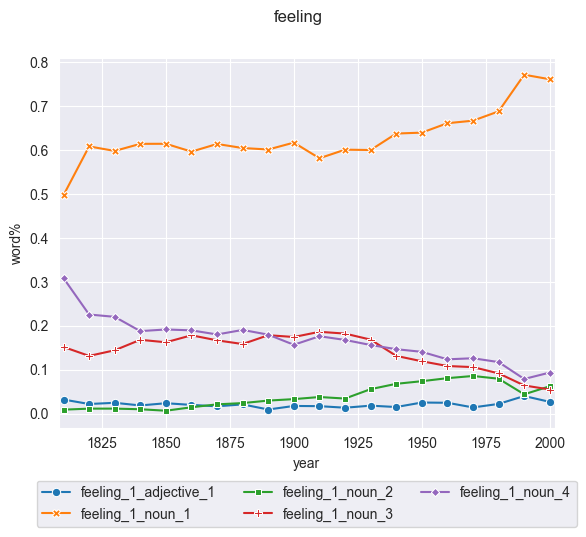 feeling
0.8
0.7
0.6
0.5
0.4
0.3
0.2
0.1
0.0
word%
1825 1850 1875 1900 1925 1950 1975 2000
year
feeling_1_adjective_1 feeling_1_noun_2 feeling_1_noun_4
feeling_1_noun_1 feeling_1_noun_3